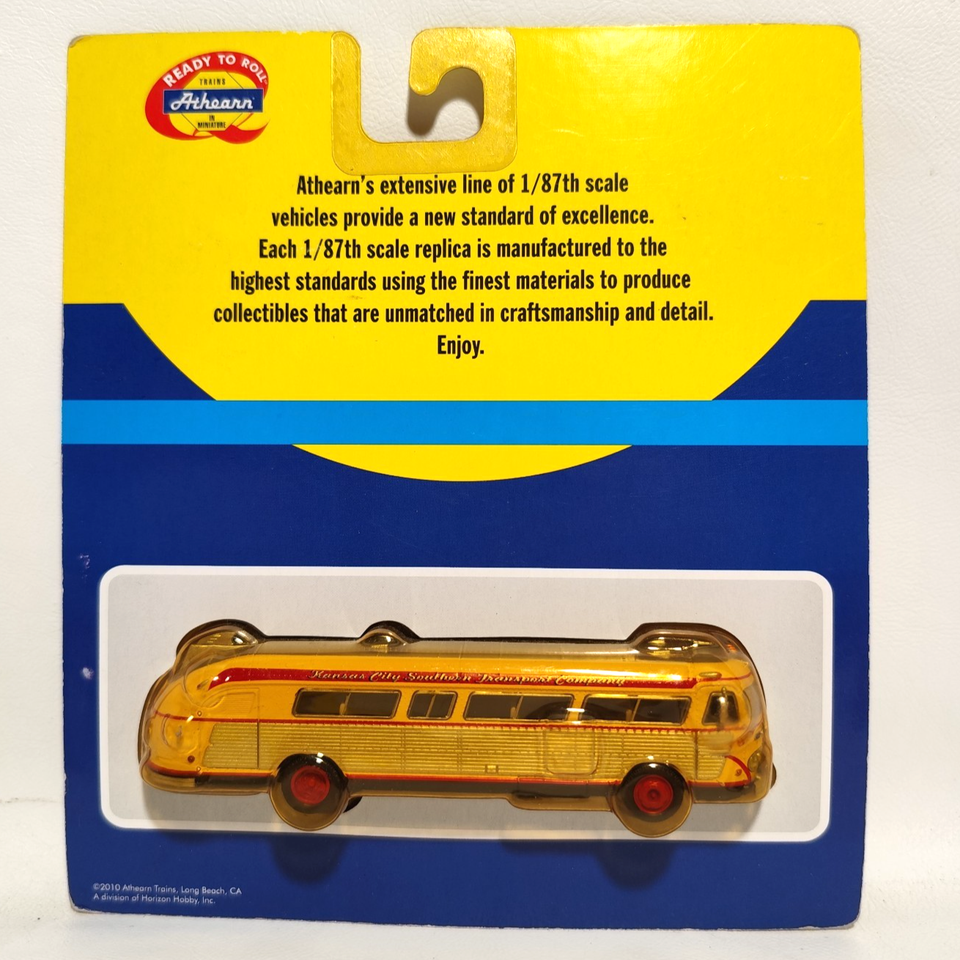 READY TO ROLL
TRAINS
Athearn
IN
MINIATURE
Athearn's extensive line of 1/87th scale
vehicles provide a new standard of excellence.
Each 1/87th scale replica is manufactured to the
highest standards using the finest materials to produce
collectibles that are unmatched in craftsmanship and detail.
Enjoy.
Kansas City Southern Transport Company
©2010 Athearn Trains, Long Beach, CA
A division of Horizon Hobby, Inc.